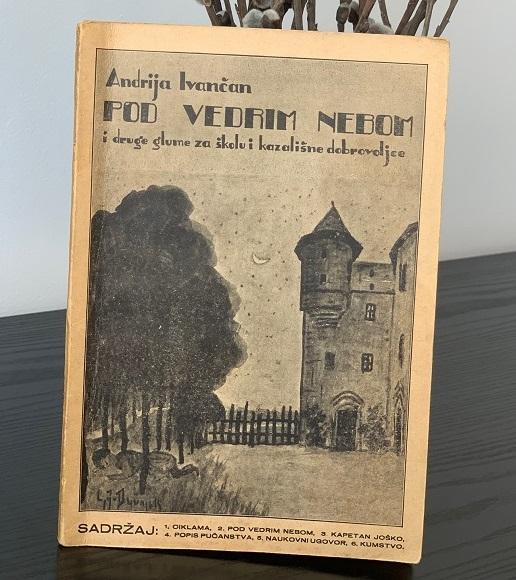 Andrija Ivančan
POD VEDRIM NEBOM
i druge glume za školu i kazališne dobrovoljce
SADRŽAJ: 1. CIKLAMA, 2. POD VEDRIM NEBOM, 3 KAPETAN JOŠKO,
4. POPIS PUČANSTVA, 5. NAUKOVNI UGOVOR, 6. KUMSTVO.